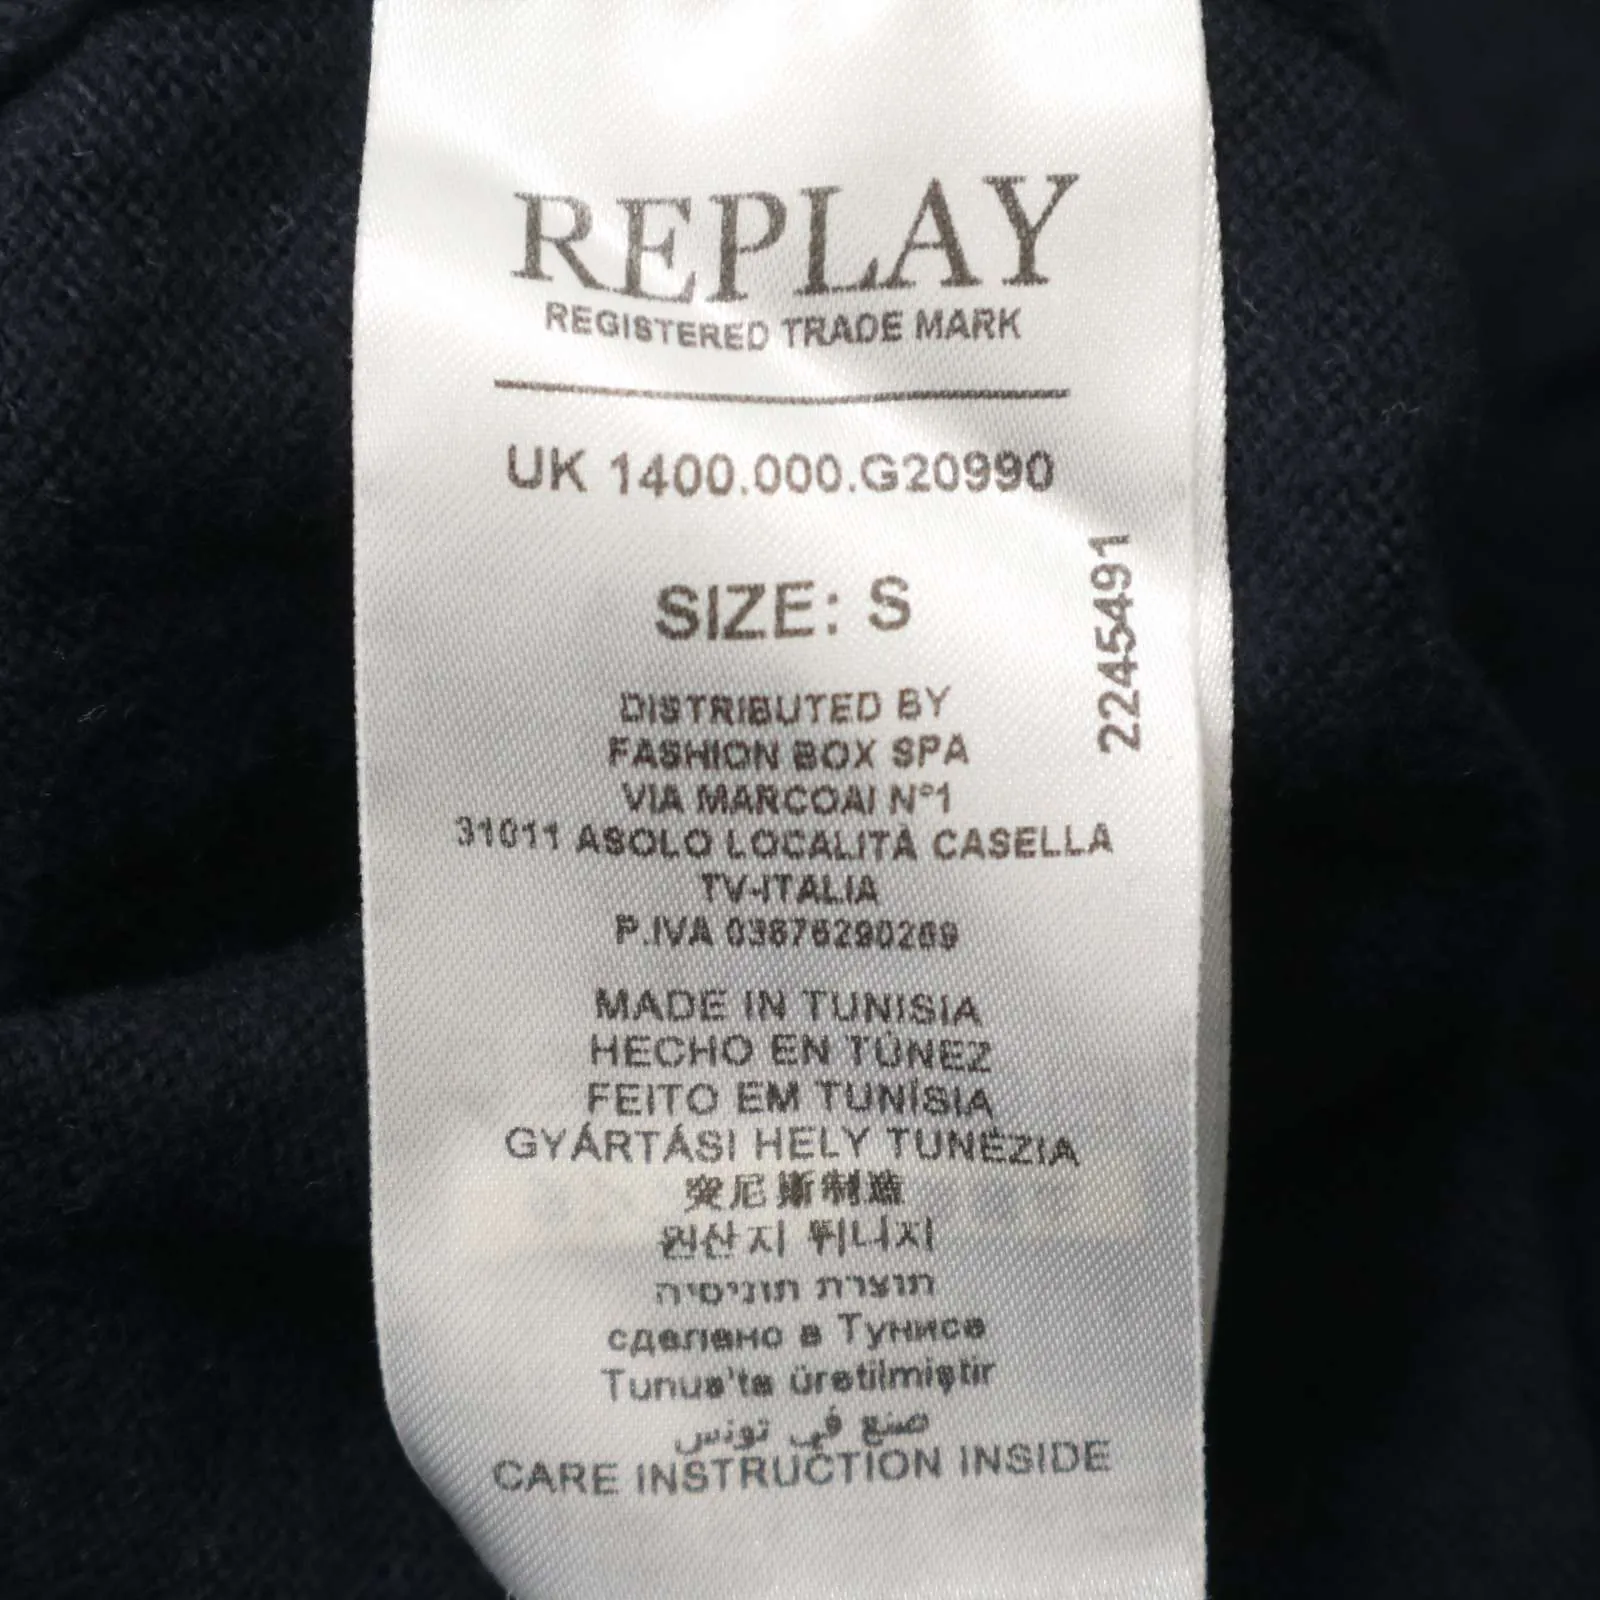 REPLAY
REGISTERED TRADE MARK
UK 1400.000.G20990
SIZE: S
2245491
DISTRIBUTED BY
FASHION BOX SPA
VIA MARCOAI N°1
31011 ASOLO LOCALITÀ CASELLA
TV-ITALIA
P.IVA
MADE IN TUNISIA
HECHO EN TÚNEZ
FEITO EM TUNÍSIA
GYÁRTÁSI HELY TUNÉZIA
突尼斯制造
원산지 튀니지
תוצרת תוניסיה
сделано в Тунисе
Tunus'ta üretilmiştir
صنع في تونس
CARE INSTRUCTION INSIDE